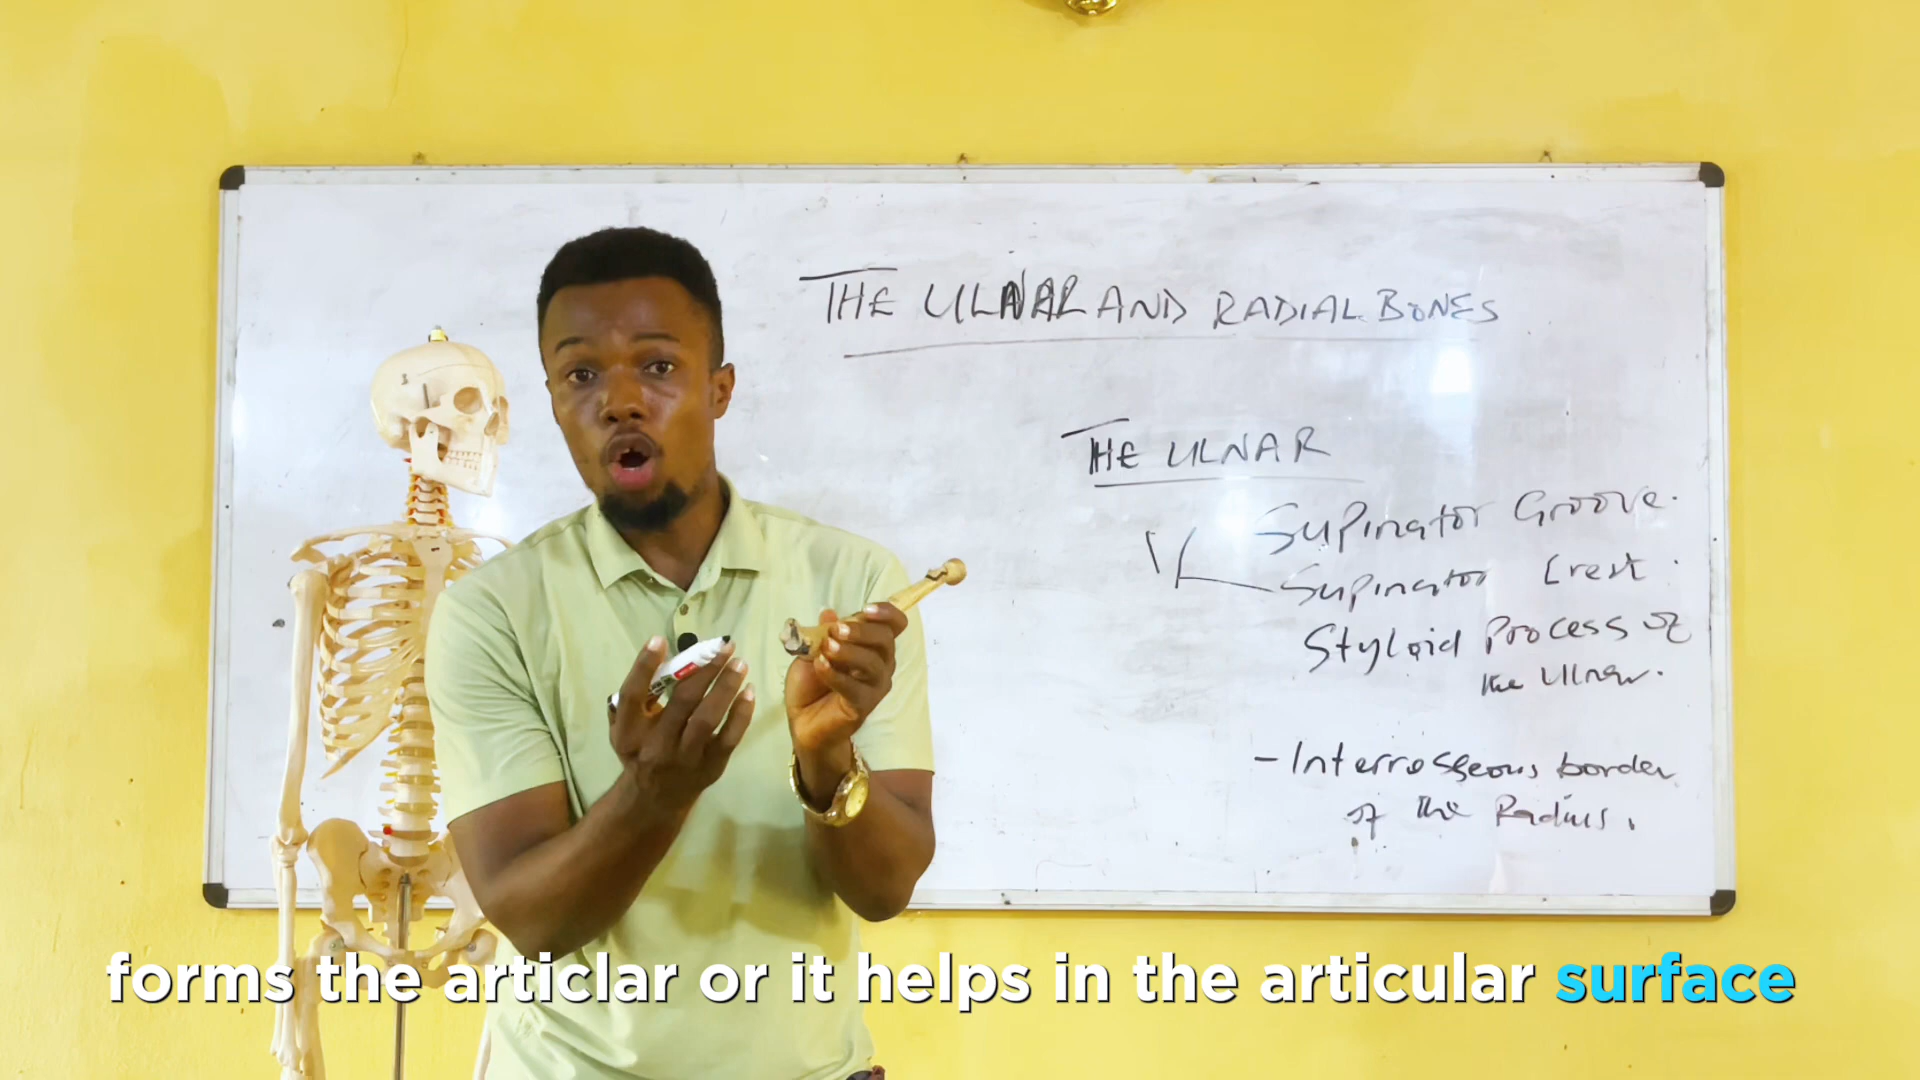 THE ULNAR AND RADIAL BONES
THE ULNAR
Supinator Groove.
Supinator Crest.
Styloid Process of
the Ulnar.
- Interrosseous border
of the Radius.
forms the articlar or it helps in the articular surface